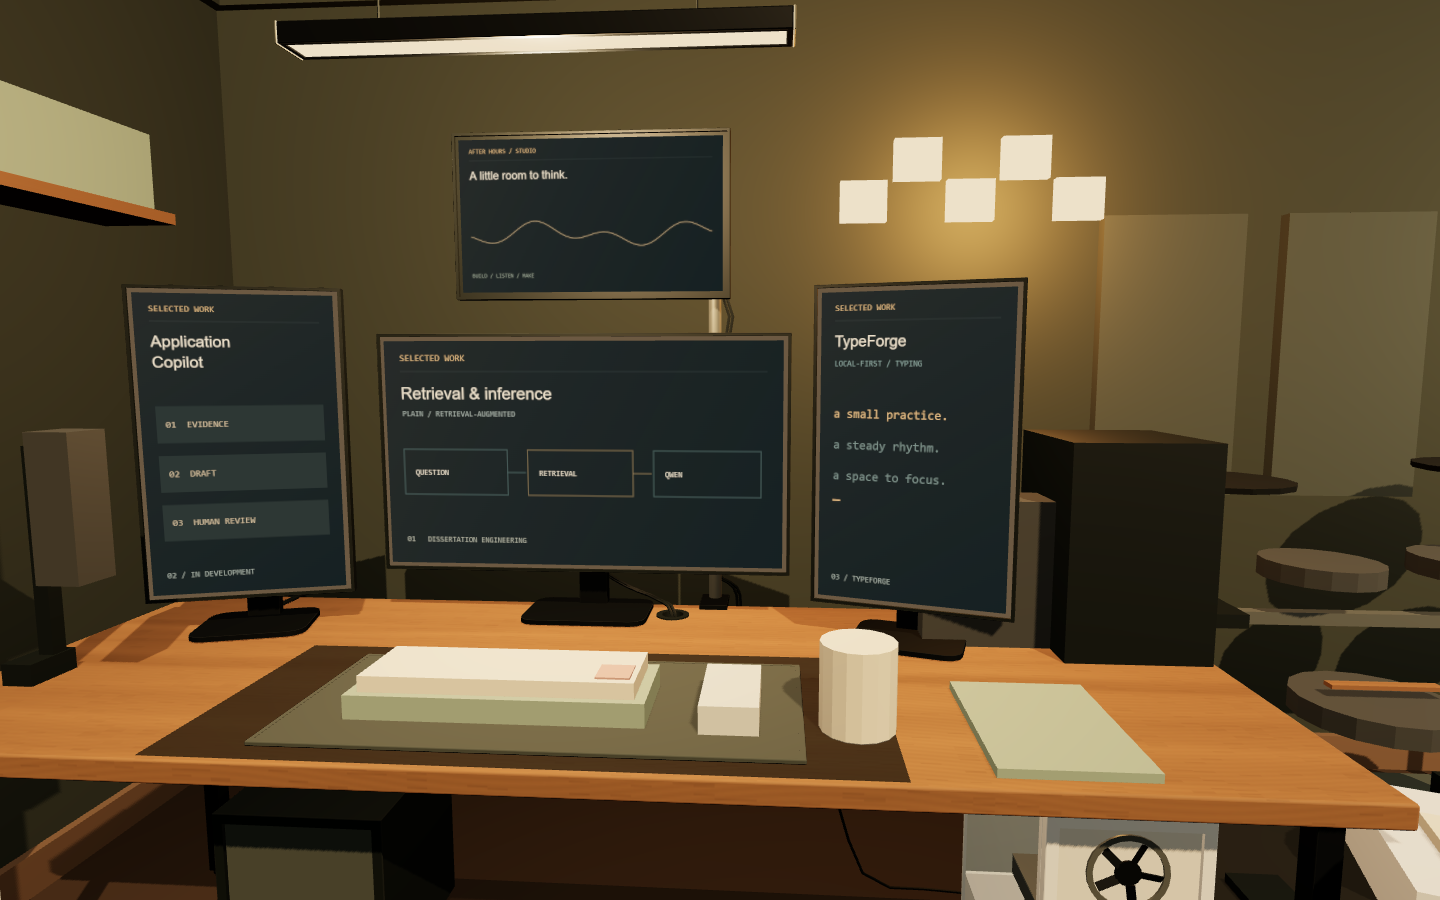 AFTER HOURS / STUDIO
A little room to think.
BUILD / LISTEN / MAKE
SELECTED WORK
Application
Copilot
01 EVIDENCE
02 DRAFT
03 HUMAN REVIEW
02 / IN DEVELOPMENT
SELECTED WORK
Retrieval & inference
PLAIN / RETRIEVAL-AUGMENTED
QUESTION
RETRIEVAL
QWEN
01 DISSERTATION ENGINEERING
SELECTED WORK
TypeForge
LOCAL-FIRST / TYPING
a small practice.
a steady rhythm.
a space to focus.
03 / TYPEFORGE